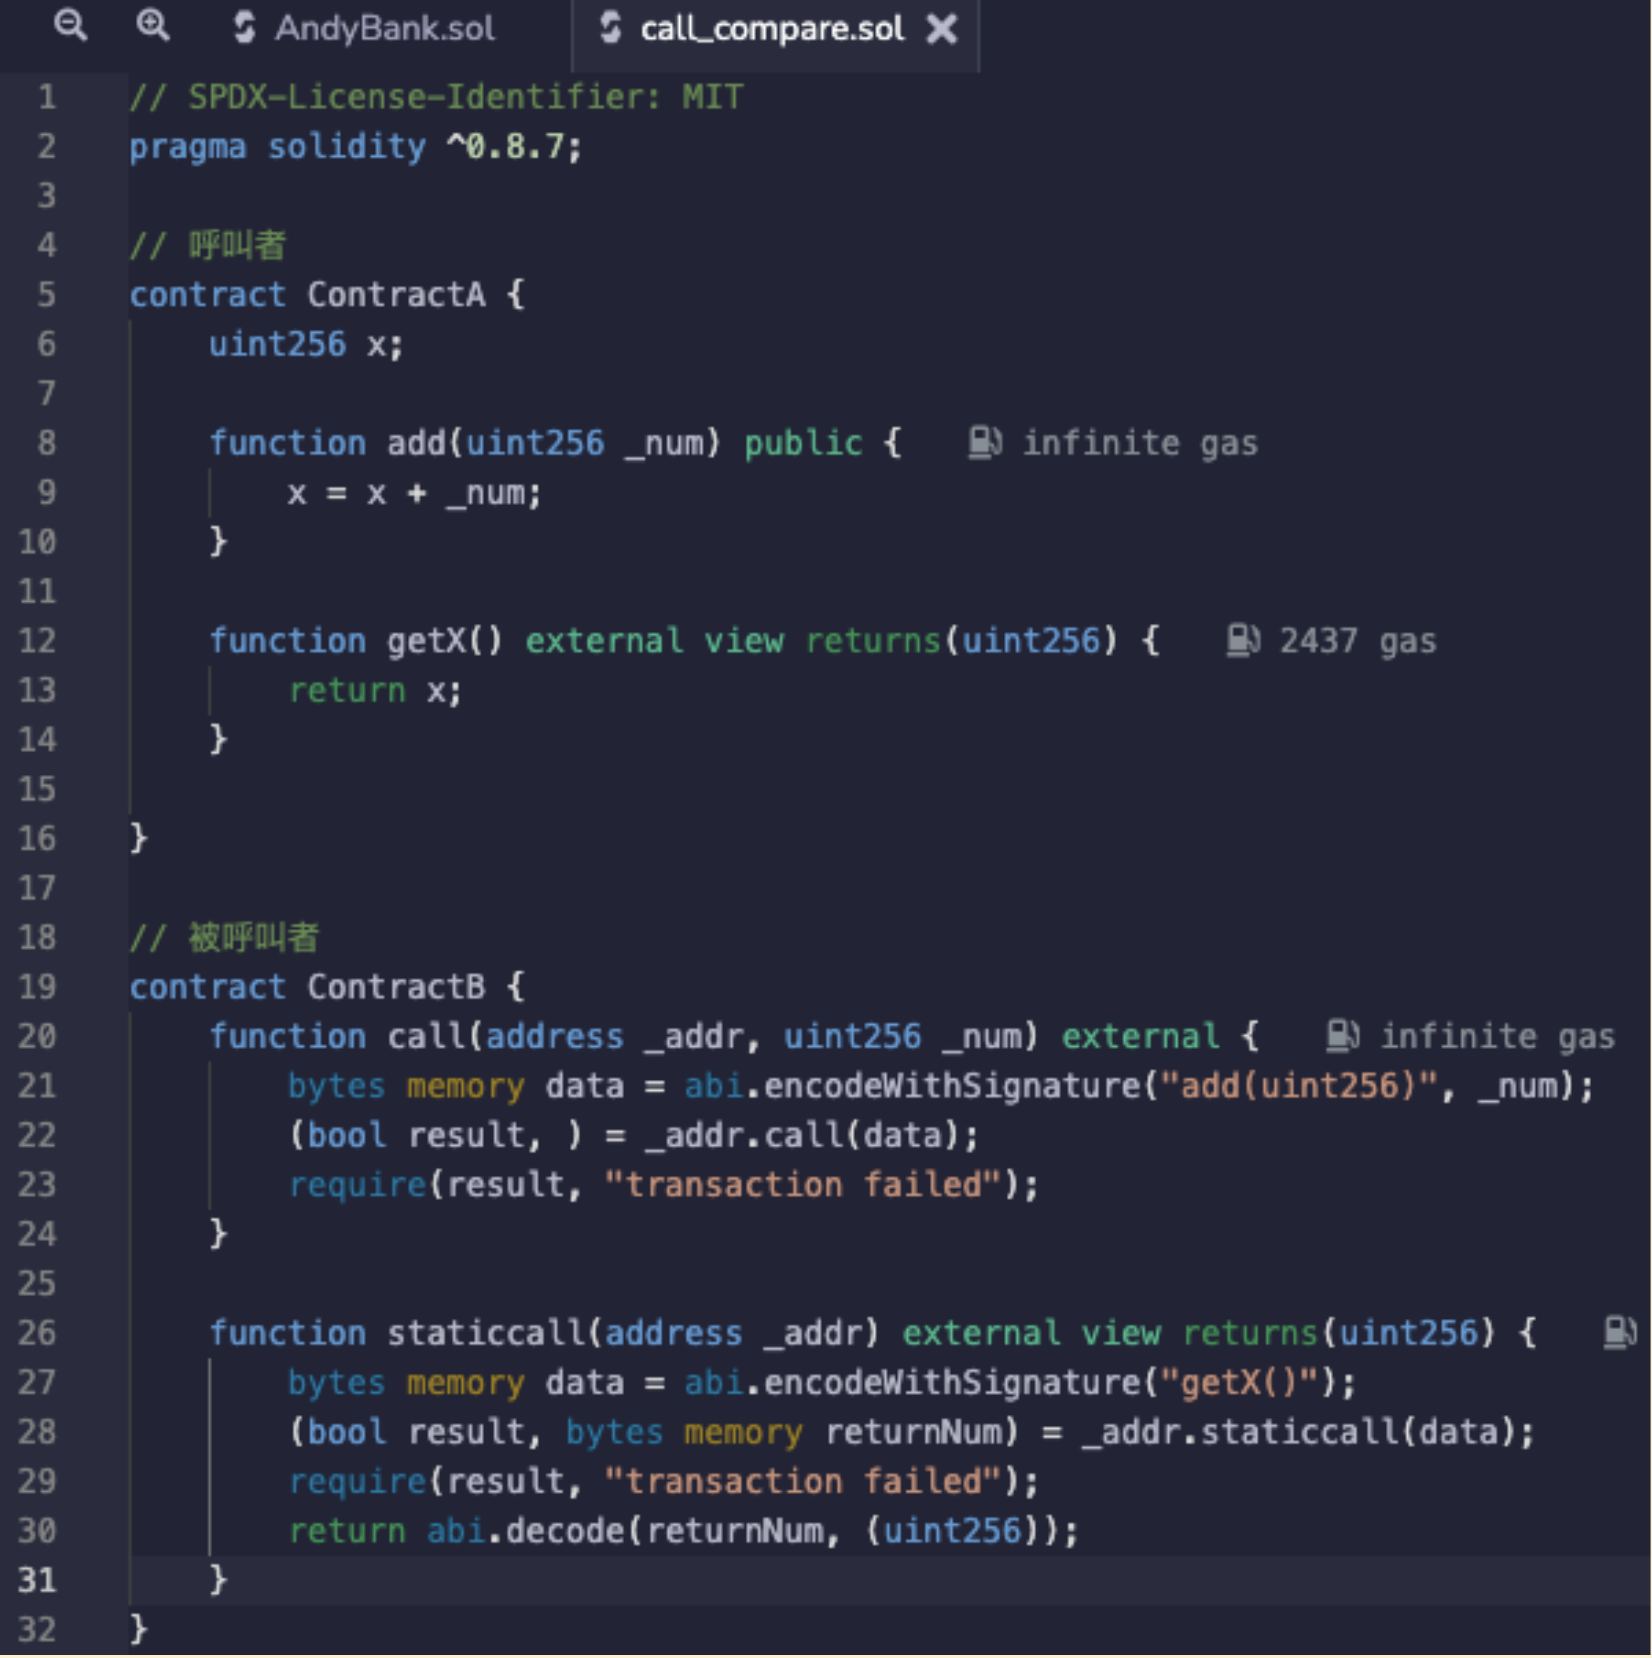 AndyBank.sol call_compare.sol
1 // SPDX-License-Identifier: MIT
2 pragma solidity ^0.8.7;
3
4 // 呼叫者
5 contract ContractA {
6 uint256 x;
7
8 function add(uint256 _num) public { infinite gas
9 x = x + _num;
10 }
11
12 function getX() external view returns(uint256) { 2437 gas
13 return x;
14 }
15
16 }
17
18 // 被呼叫者
19 contract ContractB {
20 function call(address _addr, uint256 _num) external { infinite gas
21 bytes memory data = abi.encodeWithSignature("add(uint256)", _num);
22 (bool result, ) = _addr.call(data);
23 require(result, "transaction failed");
24 }
25
26 function staticcall(address _addr) external view returns(uint256) {
27 bytes memory data = abi.encodeWithSignature("getX()");
28 (bool result, bytes memory returnNum) = _addr.staticcall(data);
29 require(result, "transaction failed");
30 return abi.decode(returnNum, (uint256));
31 }
32 }